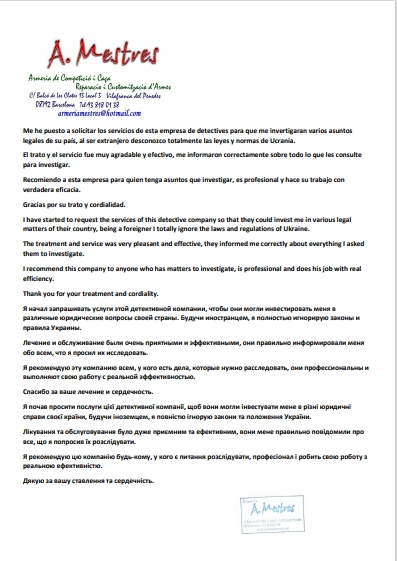 A. Mestres
Armeria de Competició i Caça
Reparacio i Customitzacio d'Armes
C/ Balcó de les Clotes 13 Local 3 Vilafranca del Penedes
08192 Barcelona Tel 93 818 01 38
armeriamestres@hotmail.com
Me he puesto a solicitar los servicios de esta empresa de detectives para que me invertigaran varios asuntos
legales de su país, al ser extranjero desconozco totalmente las leyes y normas de Ucrania.
El trato y el servicio fue muy agradable y efectivo, me informaron correctamente sobre todo lo que les consulte
para investigar.
Recomiendo a esta empresa para quien tenga asuntos que investigar, es profesional y hace su trabajo con
verdadera eficacia.
Gracias por su trato y cordialidad.
I have started to request the services of this detective company so that they could invest me in various legal
matters of their country, being a foreigner I totally ignore the laws and regulations of Ukraine.
The treatment and service was very pleasant and effective, they informed me correctly about everything I asked
them to investigate.
I recommend this company to anyone who has matters to investigate, is professional and does his job with real
efficiency.
Thank you for your treatment and cordiality.
Я начал запрашивать услуги этой детективной компании, чтобы они могли инвестировать меня в
различные юридические вопросы своей страны. Будучи иностранцем, я полностью игнорирую законы и
правила Украины.
Лечение и обслуживание были очень приятными и эффективными, они правильно информировали меня
обо всем, что я просил их исследовать.
Я рекомендую эту компанию всем, у кого есть дела, которые нужно расследовать, они профессиональны и
выполняют свою работу с реальной эффективностью.
Спасибо за ваше лечение и сердечность.
Я почав просити послуги цієї детективної компанії, щоб вони могли інвестувати мене в різні юридичні
справи своєї країни, будучи іноземцем, я повністю ігнорую закони та положення України.
Лікування та обслуговування було дуже приємним та ефективним, вони мене правильно повідомили про
все, що я попросив їх розслідувати.
Я рекомендую цю компанію будь-кому, у кого є питання розслідувати, професіонал і робить свою роботу з
реальною ефективністю.
Дякую за вашу ставлення та сердечність.
A. Mestres